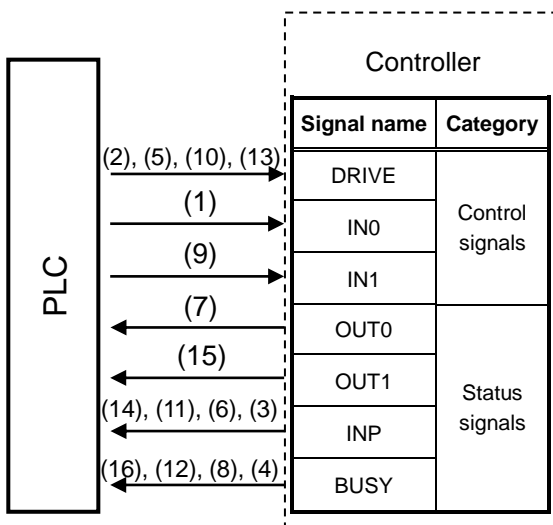 Controller
Signal name Category
PLC
(2), (5), (10), (13)
DRIVE
(1)
IN0
Control
signals
(9)
IN1
(7)
OUT0
(15)
OUT1
Status
signals
(14), (11), (6), (3)
INP
(16), (12), (8), (4)
BUSY